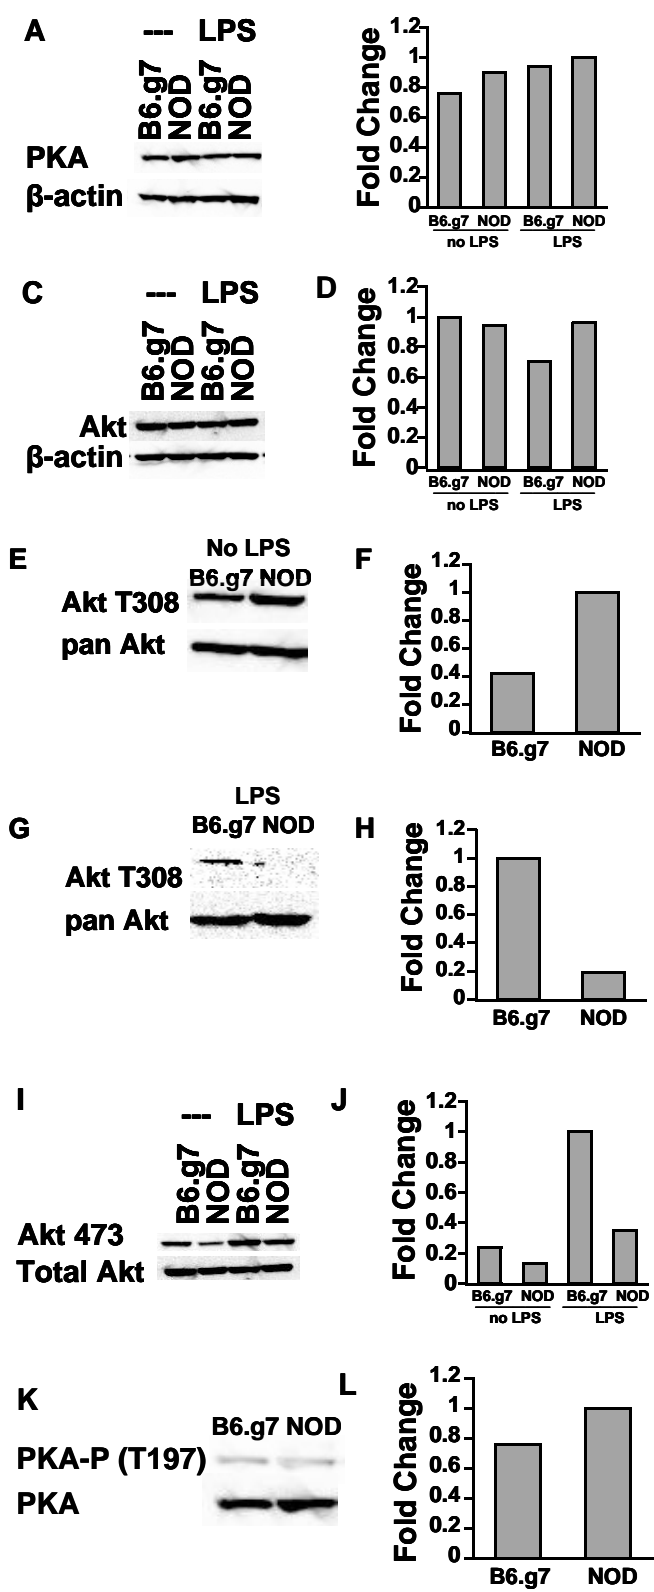 A
--- LPS
B6.g7 NOD B6.g7 NOD
PKA
β-actin
Fold Change
1.2
1
0.8
0.6
0.4
0.2
0
B6.g7 NOD B6.g7 NOD
no LPS LPS
C
--- LPS
B6.g7 NOD B6.g7 NOD
Akt
β-actin
D
Fold Change
1.2
1
0.8
0.6
0.4
0.2
0
B6.g7 NOD B6.g7 NOD
no LPS LPS
E
No LPS
B6.g7 NOD
Akt T308
pan Akt
F
Fold Change
1.2
1
0.8
0.6
0.4
0.2
0
B6.g7 NOD
G
LPS
B6.g7 NOD
Akt T308
pan Akt
H
Fold Change
1.2
1
0.8
0.6
0.4
0.2
0
B6.g7 NOD
I
--- LPS
B6.g7 NOD B6.g7 NOD
Akt 473
Total Akt
J
Fold Change
1.2
1
0.8
0.6
0.4
0.2
0
B6.g7 NOD B6.g7 NOD
no LPS LPS
K
B6.g7 NOD
PKA-P (T197)
PKA
L
Fold Change
1.2
1
0.8
0.6
0.4
0.2
0
B6.g7 NOD